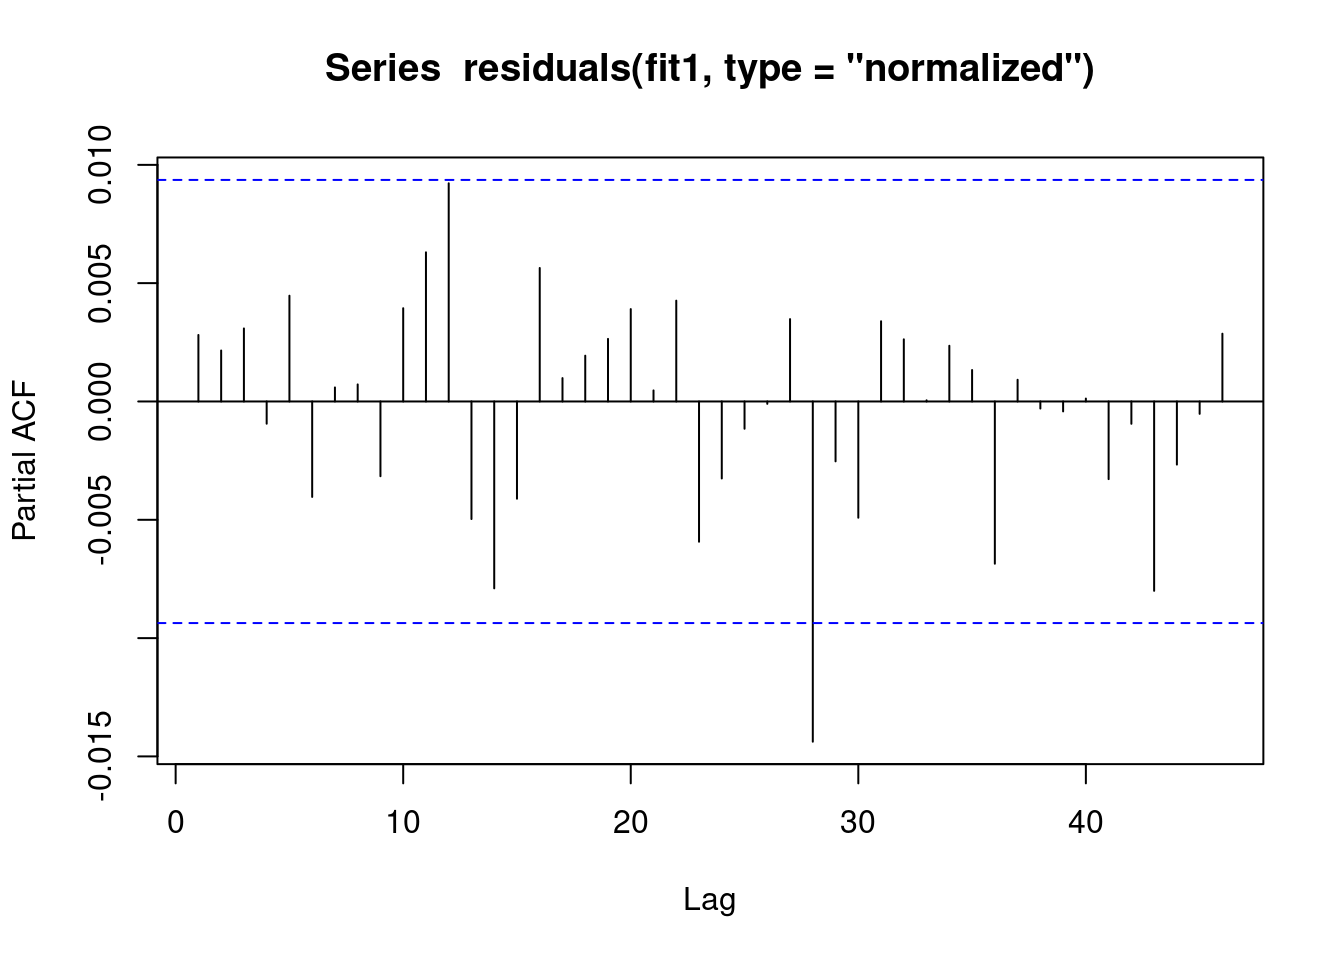 Series  residuals(fit1, type = "normalized")
0.010
0.005
0.000
-0.005
-0.015
Partial ACF
0 10 20 30 40
Lag